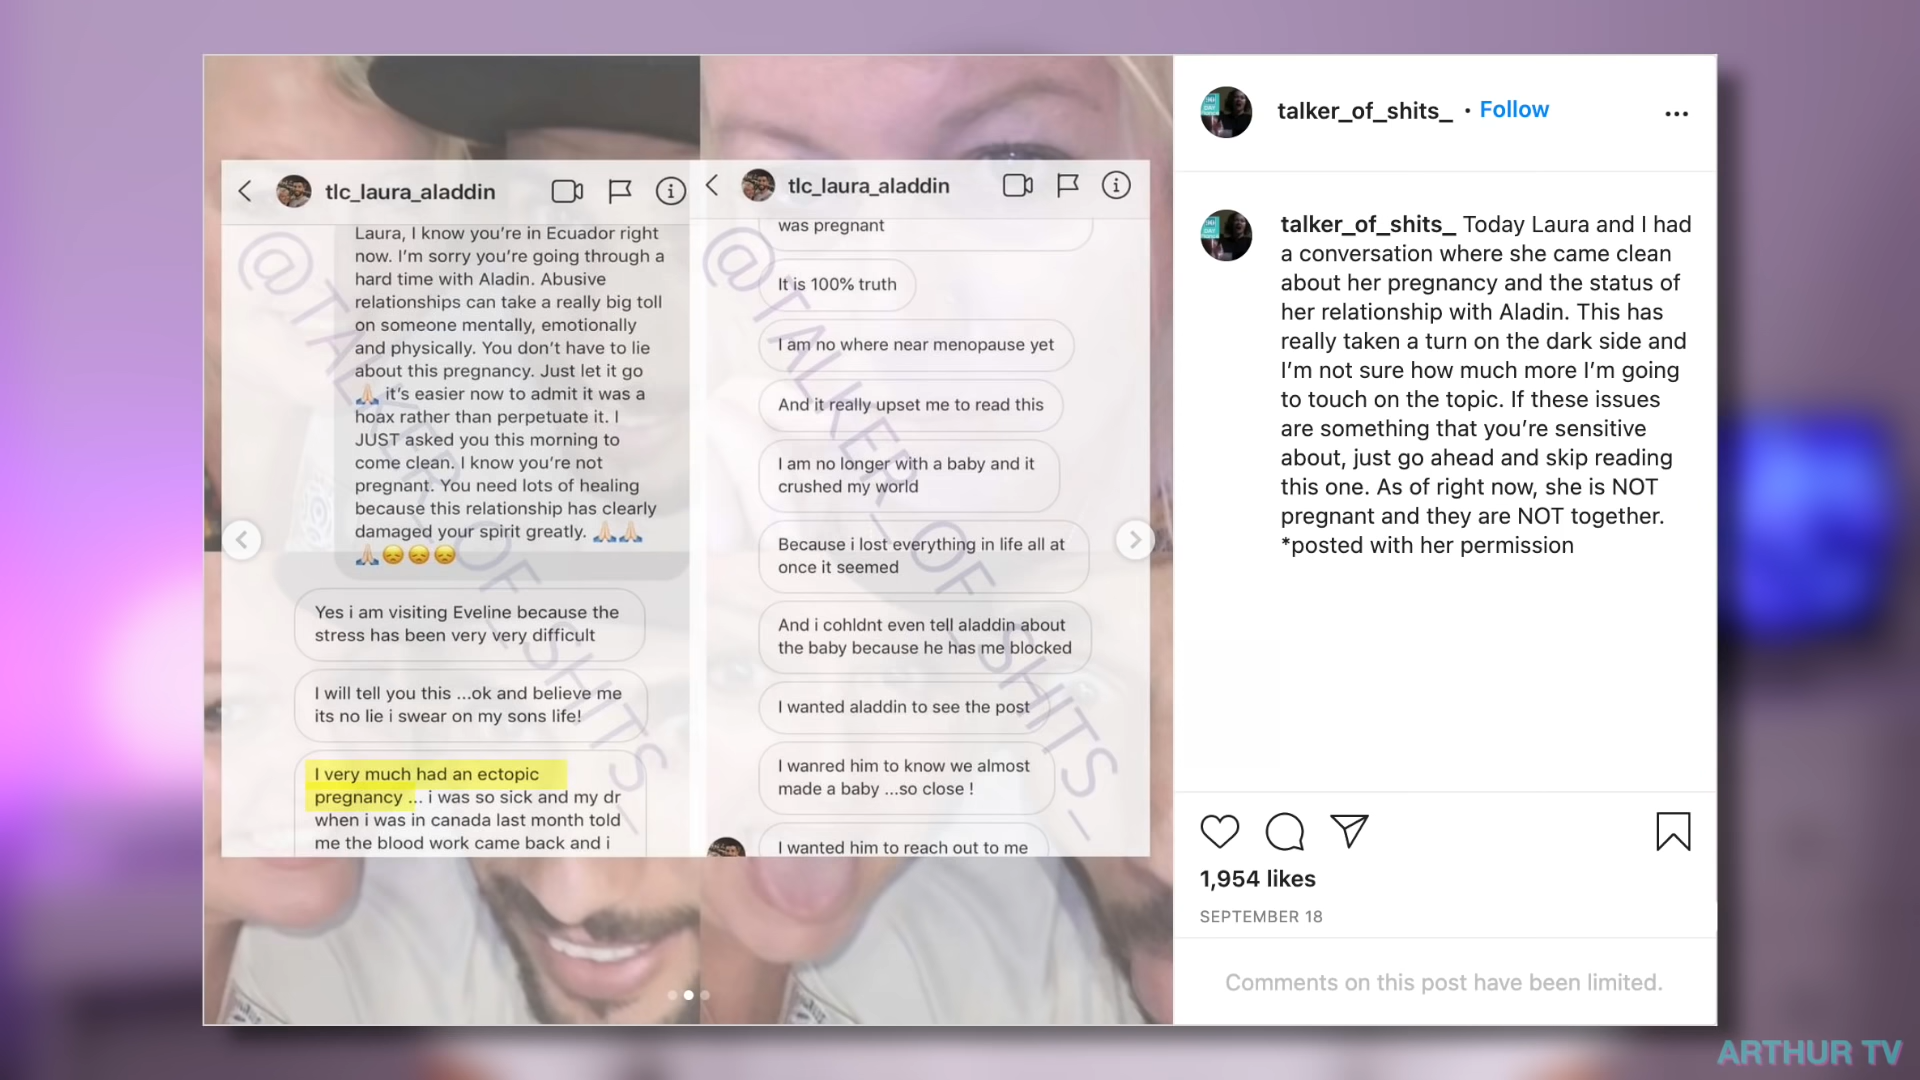 tlc_laura_aladdin
Laura, I know you're in Ecuador right
now. I'm sorry you're going through a
hard time with Aladin. Abusive
relationships can take a really big toll
on someone mentally, emotionally
and physically. You don't have to lie
about this pregnancy. Just let it go
🙏🏻 it's easier now to admit it was a
hoax rather than perpetuate it. I
JUST asked you this morning to
come clean. I know you're not
pregnant. You need lots of healing
because this relationship has clearly
damaged your spirit greatly. 🙏🏻🙏🏻
🙏🏻😞😞😞
Yes i am visiting Eveline because the
stress has been very very difficult
I will tell you this ...ok and believe me
its no lie i swear on my sons life!
I very much had an ectopic
pregnancy ... i was so sick and my dr
when i was in canada last month told
me the blood work came back and i
@TALKER_OF_SHITS_
tlc_laura_aladdin
was pregnant
It is 100% truth
I am no where near menopause yet
And it really upset me to read this
I am no longer with a baby and it
crushed my world
Because i lost everything in life all at
once it seemed
And i cohldnt even tell aladdin about
the baby because he has me blocked
I wanted aladdin to see the post
I wanred him to know we almost
made a baby ...so close !
I wanted him to reach out to me
@TALKER_OF_SHITS_
talker_of_shits_ • Follow
talker_of_shits_ Today Laura and I had
a conversation where she came clean
about her pregnancy and the status of
her relationship with Aladin. This has
really taken a turn on the dark side and
I'm not sure how much more I'm going
to touch on the topic. If these issues
are something that you're sensitive
about, just go ahead and skip reading
this one. As of right now, she is NOT
pregnant and they are NOT together.
*posted with her permission
1,954 likes
SEPTEMBER 18
Comments on this post have been limited.
ARTHUR TV